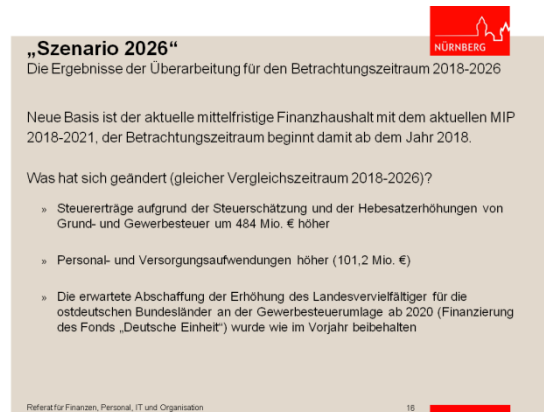 NÜRNBERG
„Szenario 2026“
Die Ergebnisse der Überarbeitung für den Betrachtungszeitraum 2018-2026
Neue Basis ist der aktuelle mittelfristige Finanzhaushalt mit dem aktuellen MIP
2018-2021, der Betrachtungszeitraum beginnt damit ab dem Jahr 2018.
Was hat sich geändert (gleicher Vergleichszeitraum 2018-2026)?
» Steuererträge aufgrund der Steuerschätzung und der Hebesatzerhöhungen von
Grund- und Gewerbesteuer um 484 Mio. € höher
» Personal- und Versorgungsaufwendungen höher (101,2 Mio. €)
» Die erwartete Abschaffung der Erhöhung des Landesvervielfältiger für die
ostdeutschen Bundesländer an der Gewerbesteuerumlage ab 2020 (Finanzierung
des Fonds „Deutsche Einheit“) wurde wie im Vorjahr beibehalten
Referat für Finanzen, Personal, IT und Organisation
16